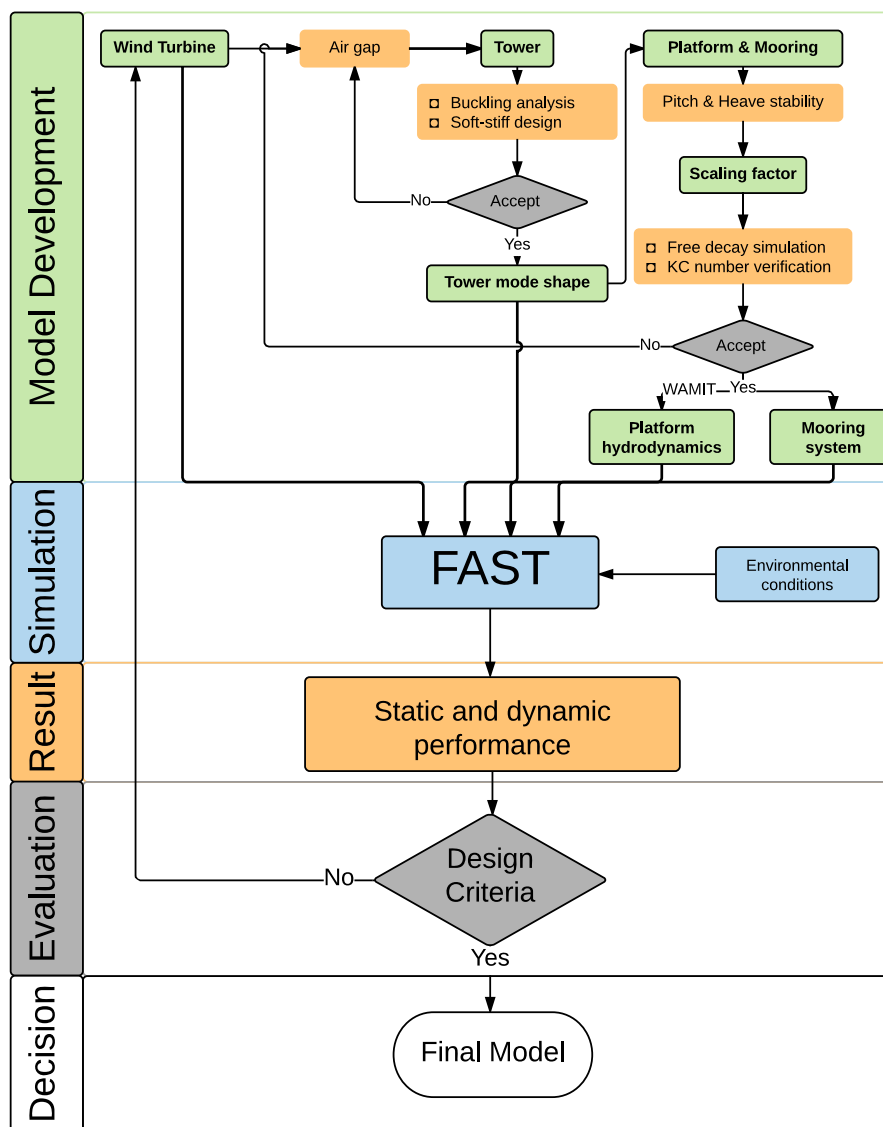 Model Development
Wind Turbine
Air gap
Tower
Platform & Mooring
Buckling analysis
Soft-stiff design
Pitch & Heave stability
No
Accept
Scaling factor
Yes
Free decay simulation
KC number verification
Tower mode shape
No
Accept
WAMIT
Yes
Platform
hydrodynamics
Mooring
system
Simulation
FAST
Environmental
conditions
Result
Static and dynamic
performance
Evaluation
Design
Criteria
No
Yes
Decision
Final Model